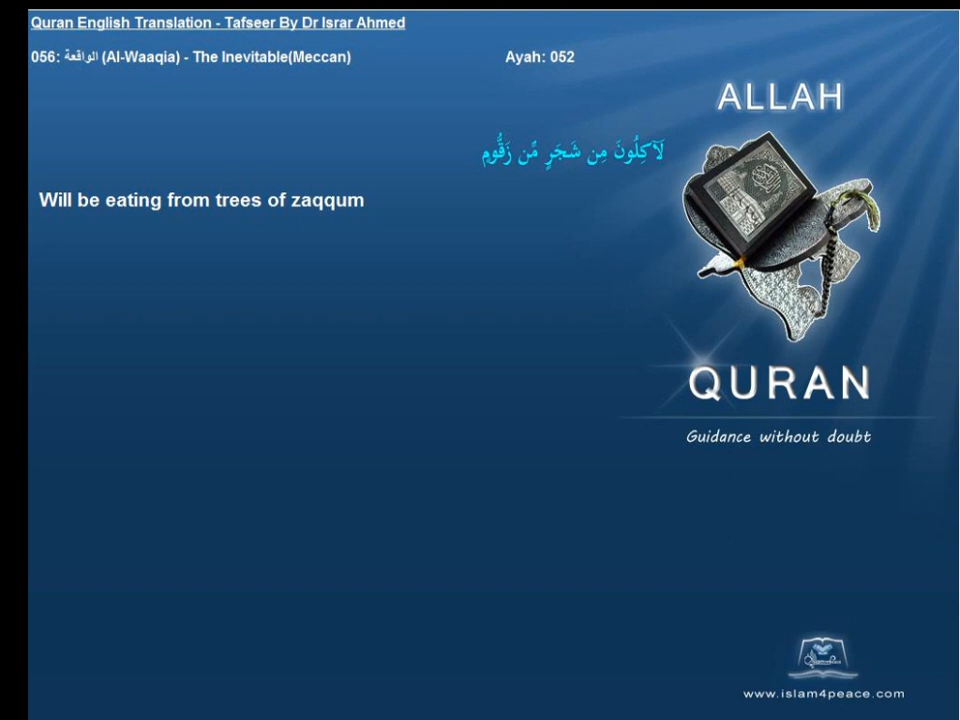 Quran English Translation - Tafseer By Dr Israr Ahmed
056: الواقعة (Al-Waaqia) - The Inevitable(Meccan) Ayah: 052
ALLAH
لَآكِلُونَ مِن شَجَرٍ مِّن زَقُّومٍ
Will be eating from trees of zaqqum
QURAN
Guidance without doubt
www.islam4peace.com